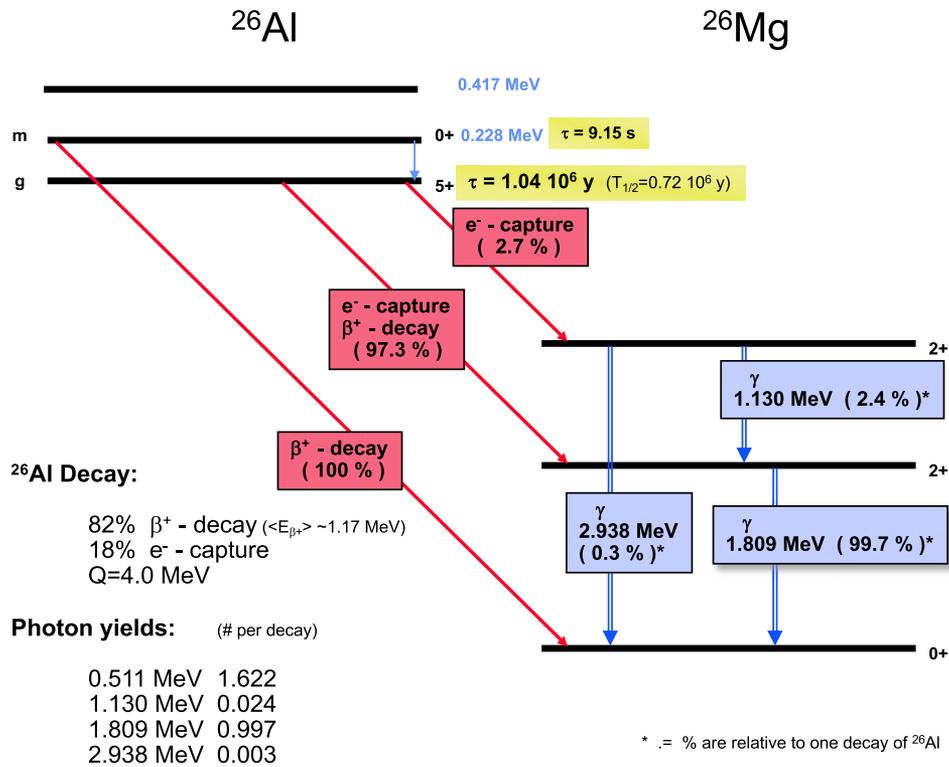 ²⁶Al
²⁶Mg
0.417 MeV
m
0+ 0.228 MeV τ = 9.15 s
g
5+ τ = 1.04 10⁶ y (T₁/₂=0.72 10⁶ y)
e⁻ - capture
( 2.7 % )
e⁻ - capture
β⁺ - decay
( 97.3 % )
2+
γ
1.130 MeV ( 2.4 % )*
β⁺ - decay
( 100 % )
2+
γ
2.938 MeV
( 0.3 % )*
γ
1.809 MeV ( 99.7 % )*
0+
²⁶Al Decay:
82% β⁺ - decay (<Eβ+> ~1.17 MeV)
18% e⁻ - capture
Q=4.0 MeV
Photon yields: (# per decay)
0.511 MeV 1.622
1.130 MeV 0.024
1.809 MeV 0.997
2.938 MeV 0.003
* .= % are relative to one decay of ²⁶Al